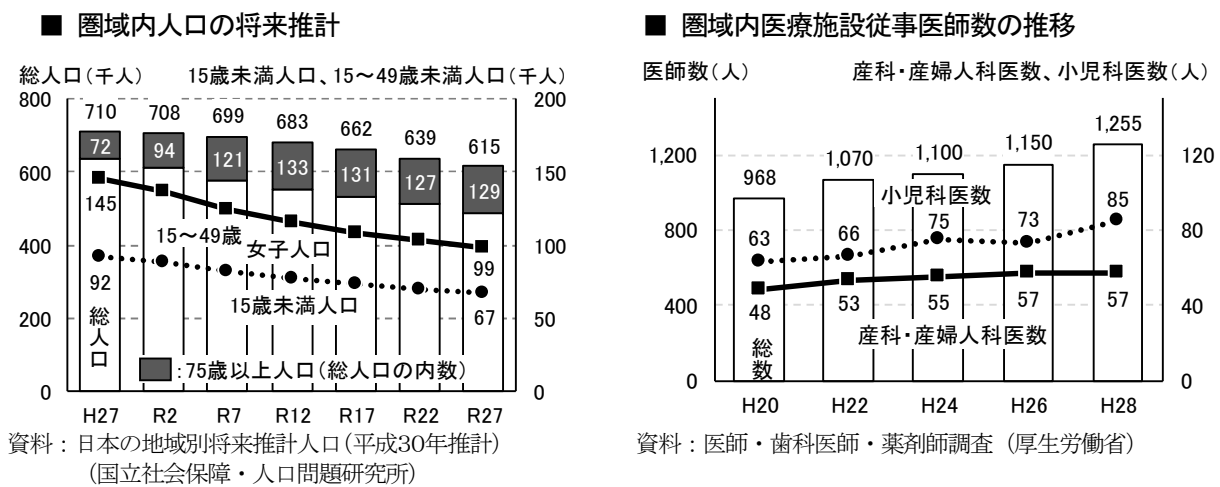 ■ 圏域内人口の将来推計
総人口（千人）
15歳未満人口、15～49歳未満人口（千人）
800
600
400
200
0
200
150
100
50
0
710
708
699
683
662
639
615
72
94
121
133
131
127
129
145
15～49歳
女子人口
99
92
15歳未満人口
67
総人口
：75歳以上人口（総人口の内数）
H27
R2
R7
R12
R17
R22
R27
資料：日本の地域別将来推計人口（平成30年推計）
（国立社会保障・人口問題研究所）
■ 圏域内医療施設従事医師数の推移
医師数（人）
産科・産婦人科医数、小児科医数（人）
1,200
800
400
0
120
80
40
0
968
1,070
1,100
1,150
1,255
小児科医数
63
66
75
73
85
48
53
55
57
57
産科・産婦人科医数
総数
H20
H22
H24
H26
H28
資料：医師・歯科医師・薬剤師調査（厚生労働省）